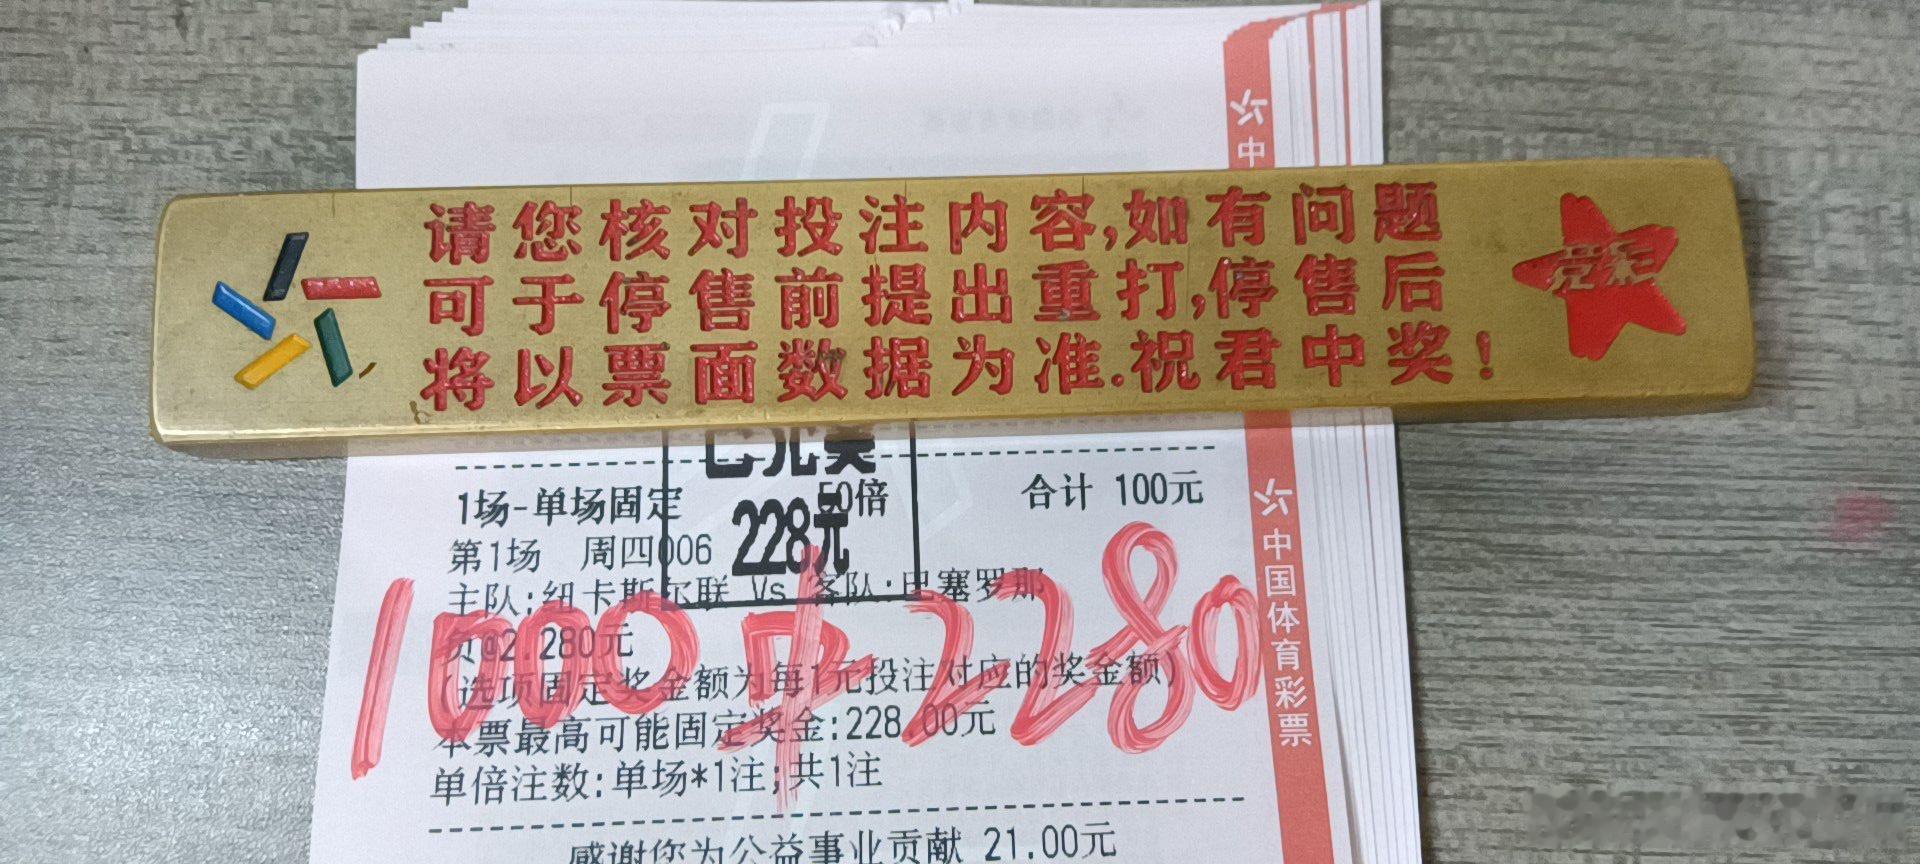 中
请您核对投注内容,如有问题
可于停售前提出重打,停售后
将以票面数据为准.祝君中奖!
已兑奖
228元
1场-单场固定 50倍 合计 100元
第1场 周四006
主队:纽卡斯尔联 Vs 客队:巴塞罗那
负@2.280元
(选项固定奖金额为每1元投注对应的奖金额)
本票最高可能固定奖金:228.00元
单倍注数:单场*1注;共1注
感谢您为公益事业贡献 21.00元
1000中2280
中国体育彩票